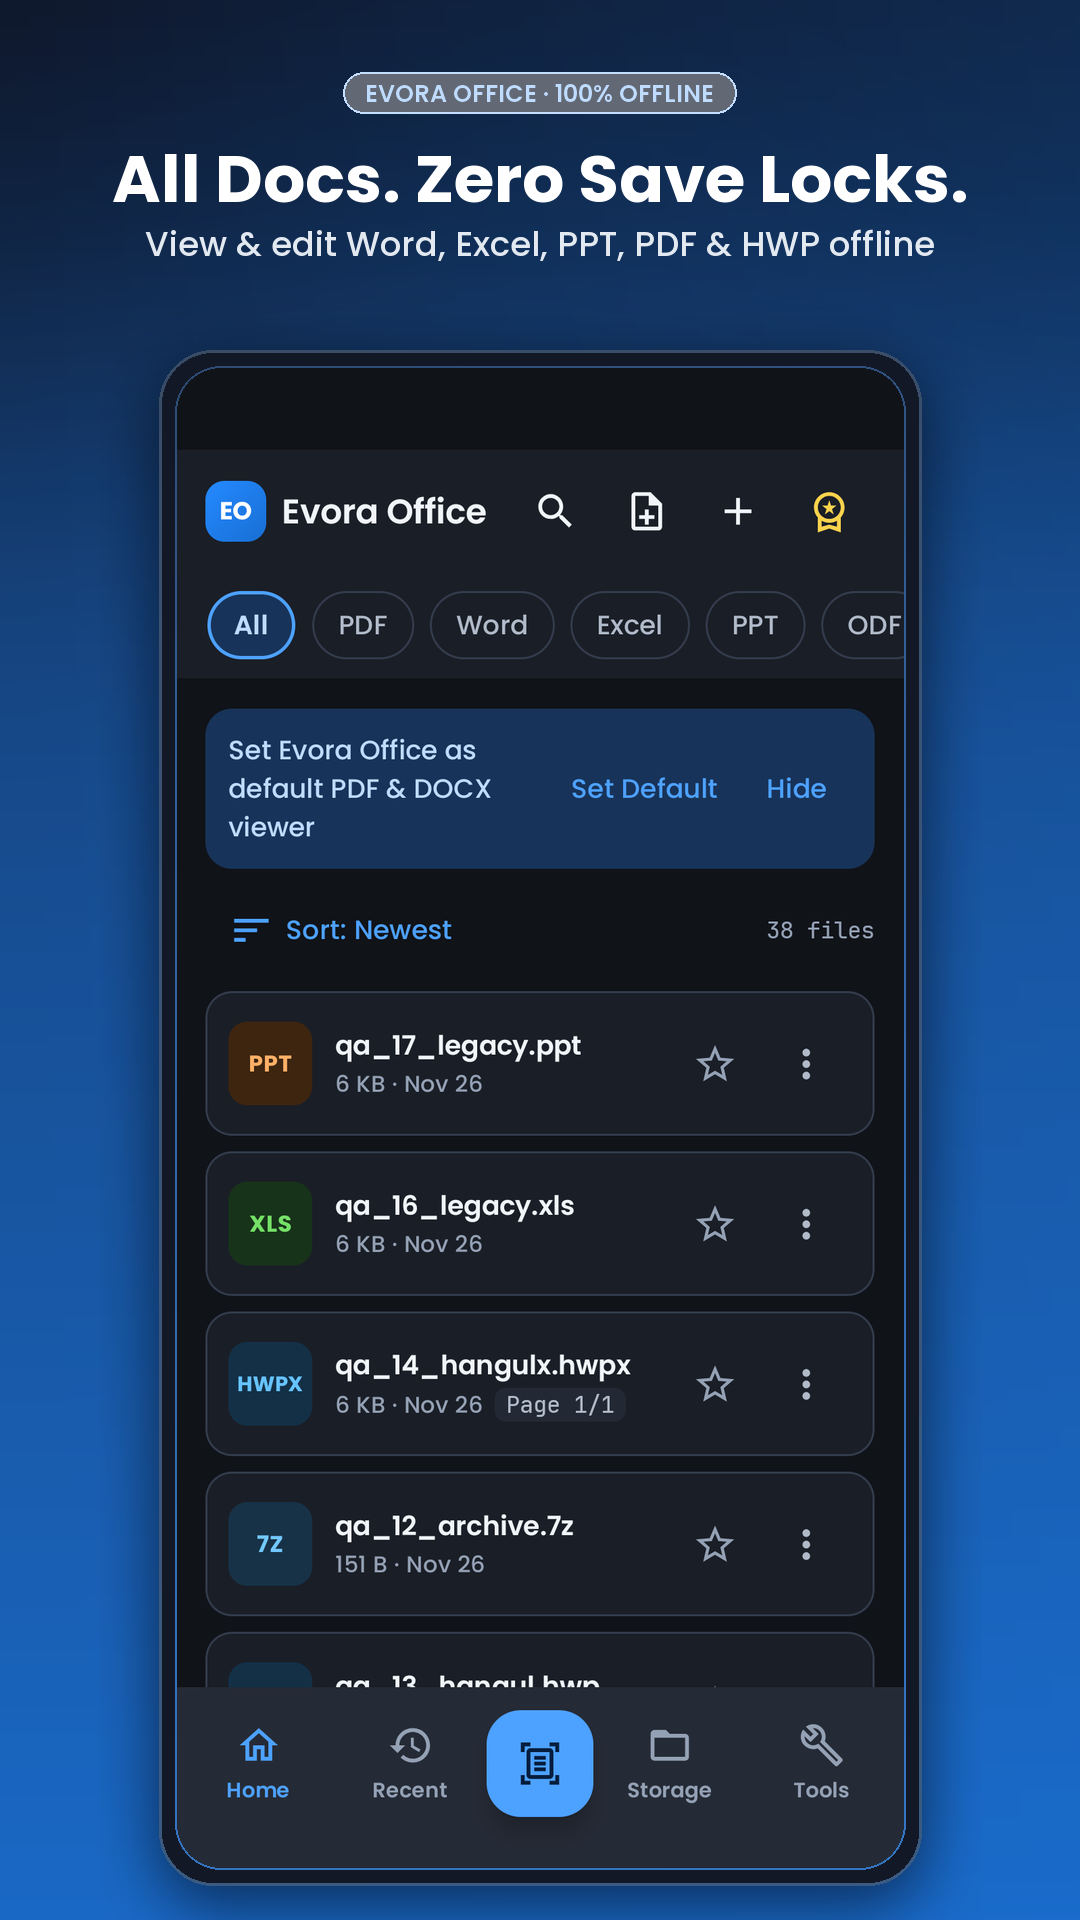 EVORA OFFICE · 100% OFFLINE
All Docs. Zero Save Locks.
View & edit Word, Excel, PPT, PDF & HWP offline
EO Evora Office
All PDF Word Excel PPT ODF
Set Evora Office as
default PDF & DOCX
viewer
Set Default Hide
Sort: Newest 38 files
PPT
qa_17_legacy.ppt
6 KB · Nov 26
XLS
qa_16_legacy.xls
6 KB · Nov 26
HWPX
qa_14_hangulx.hwpx
6 KB · Nov 26 Page 1/1
7Z
qa_12_archive.7z
151 B · Nov 26
qa_13_hangul.hwp
Home Recent Storage Tools